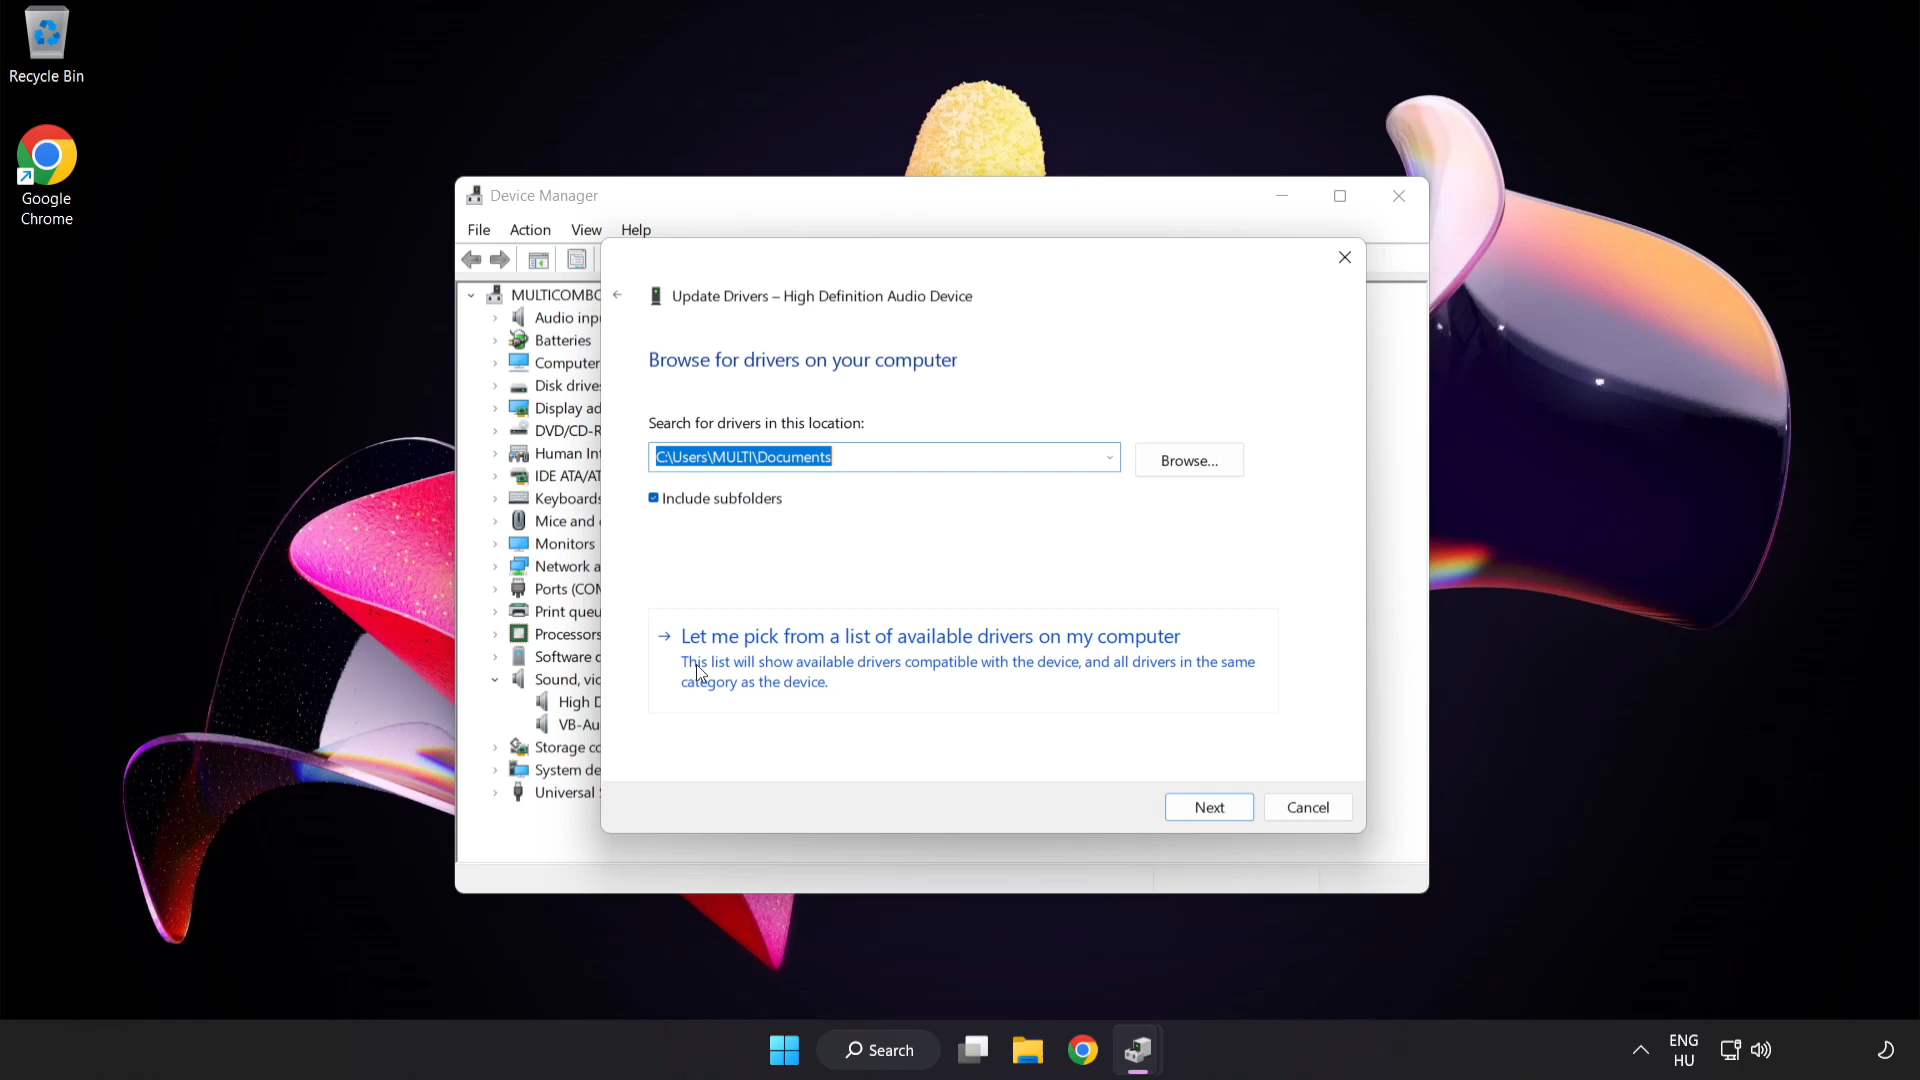 Recycle Bin
Google
Chrome
Device Manager
File Action View Help
MULTICOMBO
Audio inpu
Batteries
Computer
Disk drives
Display ad
DVD/CD-R
Human Int
IDE ATA/AT
Keyboards
Mice and
Monitors
Network a
Ports (COM
Print queu
Processors
Software d
Sound, vid
High D
VB-Au
Storage co
System de
Universal
Update Drivers – High Definition Audio Device
Browse for drivers on your computer
Search for drivers in this location:
C:\Users\MULTI\Documents
Browse...
Include subfolders
Let me pick from a list of available drivers on my computer
This list will show available drivers compatible with the device, and all drivers in the same
category as the device.
Next Cancel
Search
ENG
HU